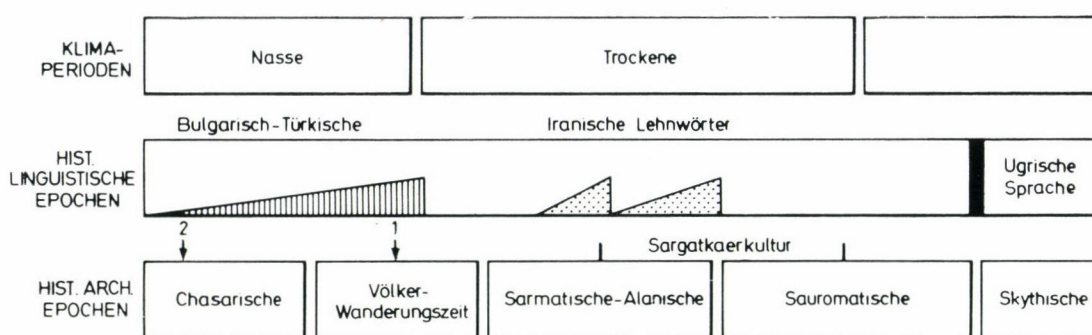 KLIMA-
PERIODEN
Nasse
Trockene
Bulgarisch-Türkische
Iranische Lehnwörter
HIST.
LINGUISTISCHE
EPOCHEN
Ugrische
Sprache
2
1
Sargatkaerkultur
HIST. ARCH.
EPOCHEN
Chasarische
Völker-
Wanderungszeit
Sarmatische-Alanische
Sauromatische
Skythische